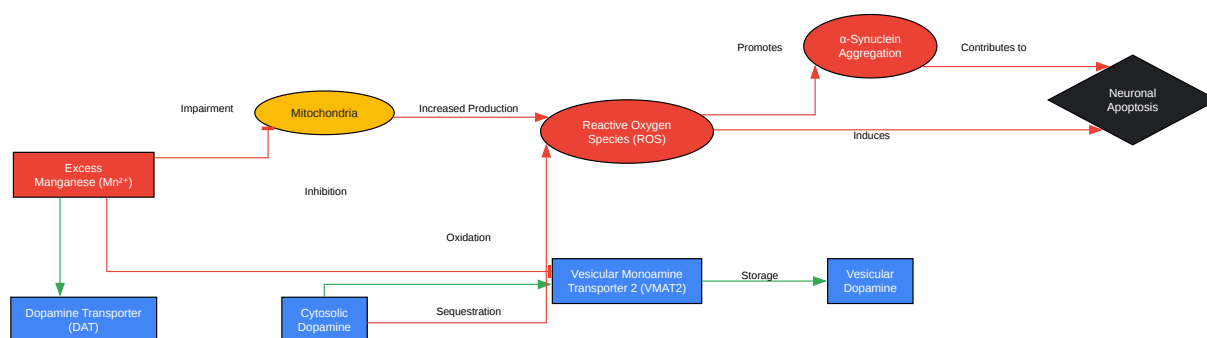 α-Synuclein
Aggregation
Promotes
Contributes to
Neuronal
Apoptosis
Impairment
Mitochondria
Increased Production
Reactive Oxygen
Species (ROS)
Induces
Excess
Manganese (Mn²⁺)
Inhibition
Oxidation
Vesicular Monoamine
Transporter 2 (VMAT2)
Storage
Vesicular
Dopamine
Dopamine Transporter
(DAT)
Cytosolic
Dopamine
Sequestration